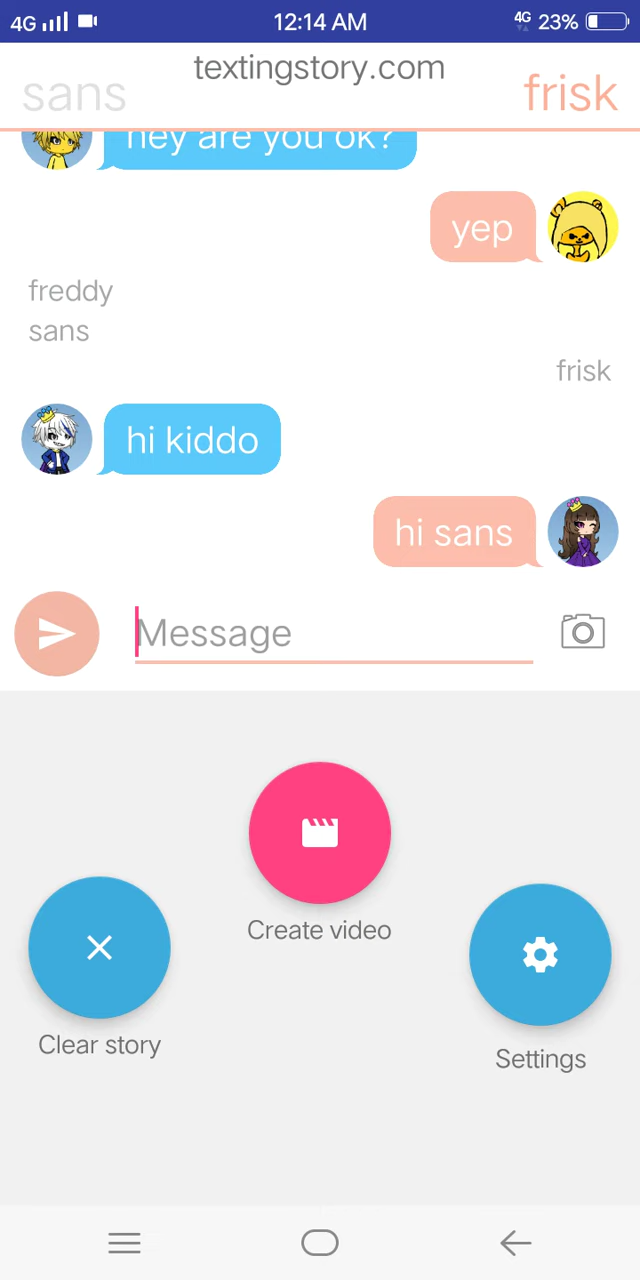 4G 12:14 AM 4G 23%
textingstory.com
sans frisk
hey are you ok?
yep
freddy
sans
frisk
hi kiddo
hi sans
Message
Create video
Clear story
Settings